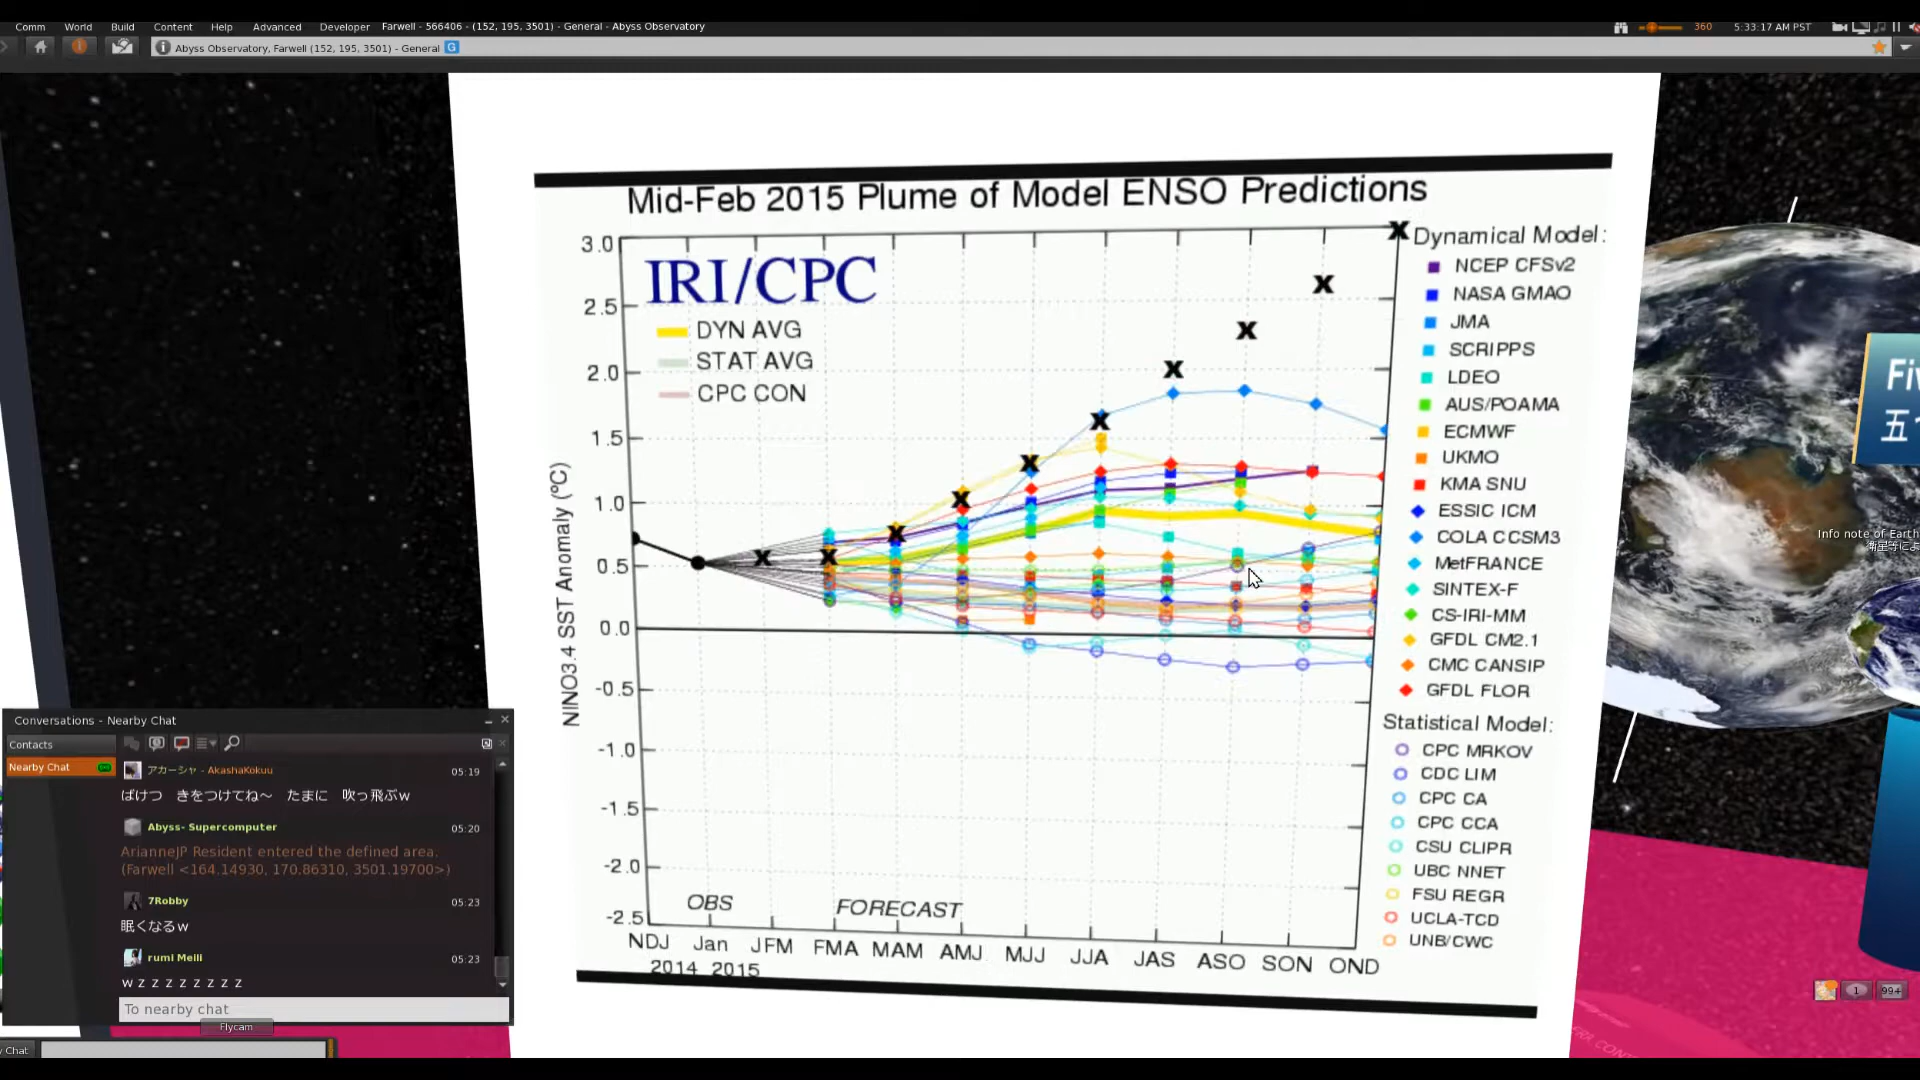 Comm World Build Content Help Advanced Developer Farwell - 566406 - (152, 195, 3501) - General - Abyss Observatory
360 5:33:17 AM PST
Abyss Observatory, Farwell (152, 195, 3501) - General G
Mid-Feb 2015 Plume of Model ENSO Predictions
IRI/CPC
DYN AVG
STAT AVG
CPC CON
3.0
2.5
2.0
1.5
1.0
0.5
0.0
-0.5
-1.0
-1.5
-2.0
-2.5
NINO3.4 SST Anomaly (ºC)
OBS FORECAST
NDJ Jan JFM FMA MAM AMJ MJJ JJA JAS ASO SON OND
2014 2015
Dynamical Model:
NCEP CFSv2
NASA GMAO
JMA
SCRIPPS
LDEO
AUS/POAMA
ECMWF
UKMO
KMA SNU
ESSIC ICM
COLA CCSM3
MetFRANCE
SINTEX-F
CS-IRI-MM
GFDL CM2.1
CMC CANSIP
GFDL FLOR
Statistical Model:
CPC MRKOV
CDC LIM
CPC CA
CPC CCA
CSU CLIPR
UBC NNET
FSU REGR
UCLA-TCD
UNB/CWC
Info note of Earth
衛星等によ
Conversations - Nearby Chat
Contacts
Nearby Chat
アカーシャ - AkashaKokuu 05:19
ばけつ きをつけてね～ たまに 吹っ飛ぶw
Abyss- Supercomputer 05:20
ArianneJP Resident entered the defined area.
(Farwell <164.14930, 170.86310, 3501.19700>)
7Robby 05:23
眠くなるw
rumi Meili 05:23
w z z z z z z z z
To nearby chat
Flycam
Chat
1 99+